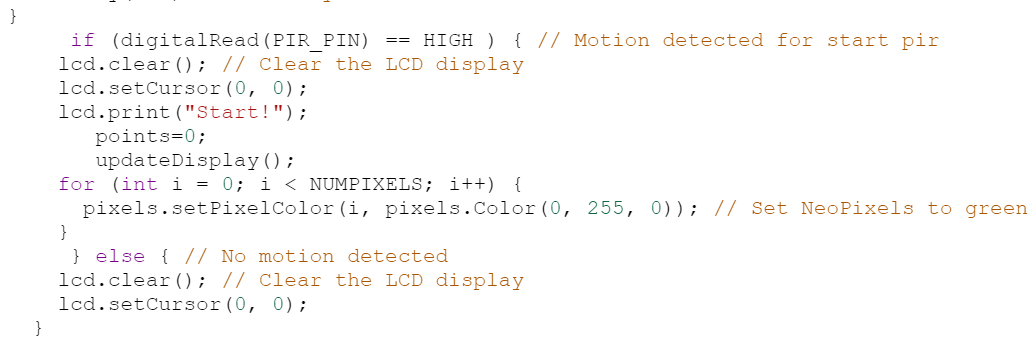 }
if (digitalRead(PIR_PIN) == HIGH ) { // Motion detected for start pir
lcd.clear(); // Clear the LCD display
lcd.setCursor(0, 0);
lcd.print("Start!");
points=0;
updateDisplay();
for (int i = 0; i < NUMPIXELS; i++) {
pixels.setPixelColor(i, pixels.Color(0, 255, 0)); // Set NeoPixels to green
}
} else { // No motion detected
lcd.clear(); // Clear the LCD display
lcd.setCursor(0, 0);
}